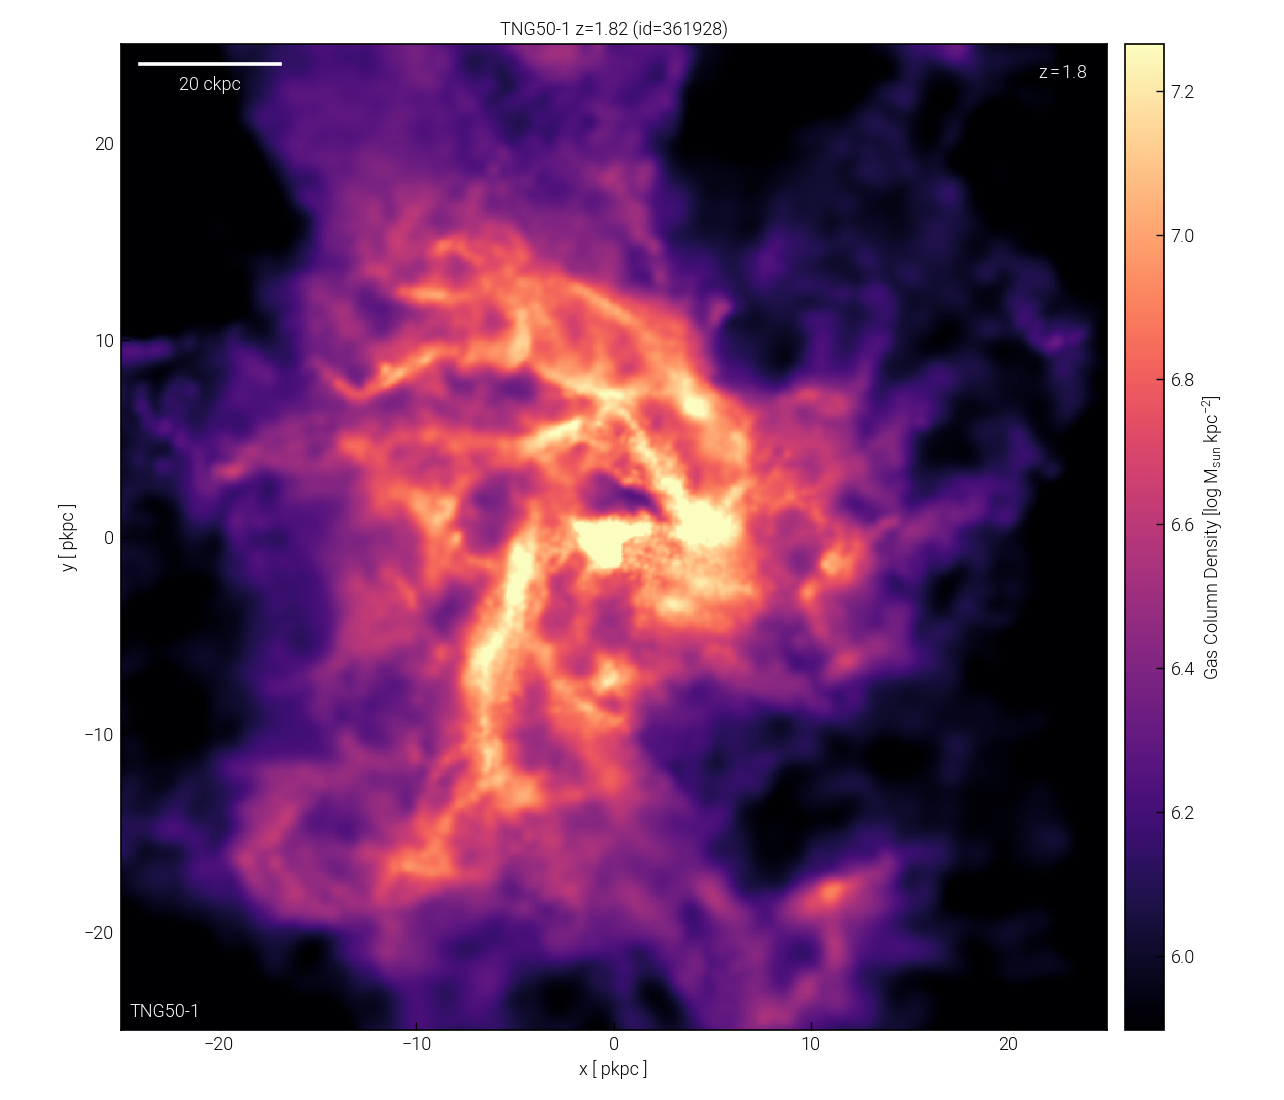 TNG50-1 z=1.82 (id=361928)
20 ckpc
z=1.8
TNG50-1
20
10
0
−10
−20
y [ pkpc ]
−20
−10
0
10
20
x [ pkpc ]
7.2
7.0
6.8
6.6
6.4
6.2
6.0
Gas Column Density [log M_sun kpc^−2]